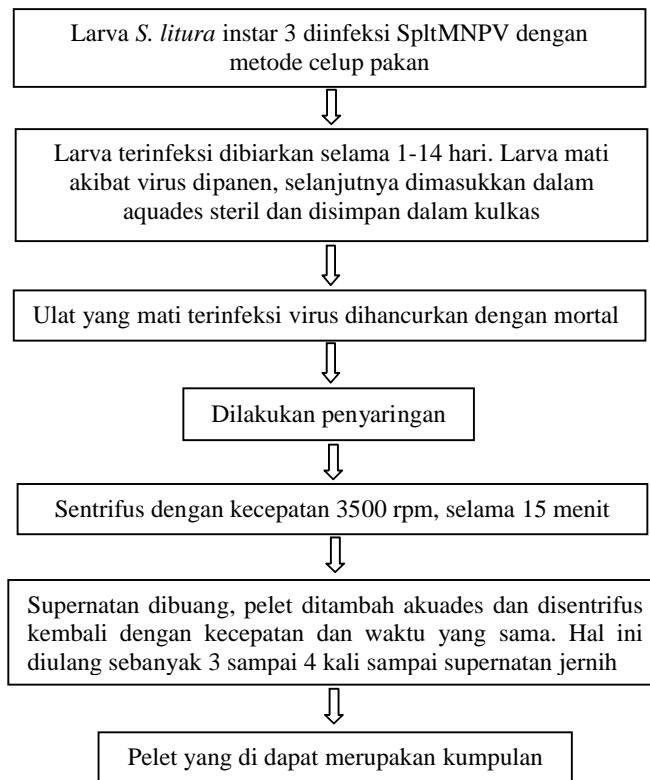 Larva S. litura instar 3 diinfeksi SpltMNPV dengan
metode celup pakan
Larva terinfeksi dibiarkan selama 1-14 hari. Larva mati
akibat virus dipanen, selanjutnya dimasukkan dalam
aquades steril dan disimpan dalam kulkas
Ulat yang mati terinfeksi virus dihancurkan dengan mortal
Dilakukan penyaringan
Sentrifus dengan kecepatan 3500 rpm, selama 15 menit
Supernatan dibuang, pelet ditambah akuades dan disentrifus
kembali dengan kecepatan dan waktu yang sama. Hal ini
diulang sebanyak 3 sampai 4 kali sampai supernatan jernih
Pelet yang di dapat merupakan kumpulan